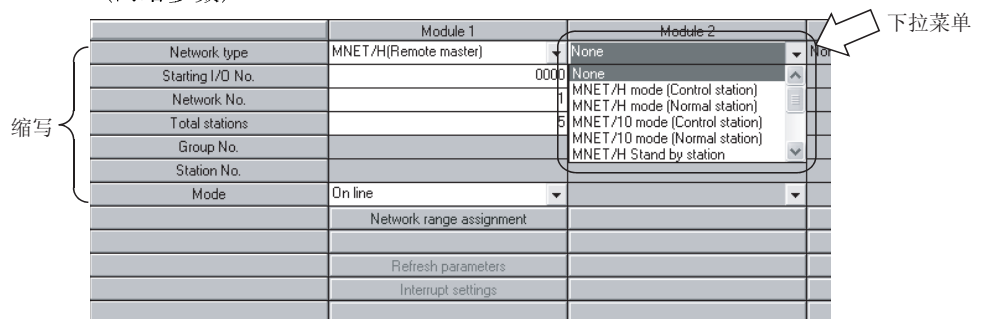 Module 1 Module 2
下拉菜单
Network type MNET/H(Remote master) None
Starting I/O No. 0000 None
MNET/H mode (Control station)
Network No. 1 MNET/H mode (Normal station)
Total stations 5 MNET/10 mode (Control station)
MNET/10 mode (Normal station)
Group No. MNET/H Stand by station
缩写
Station No.
Mode On line
Network range assignment
Refresh parameters
Interrupt settings